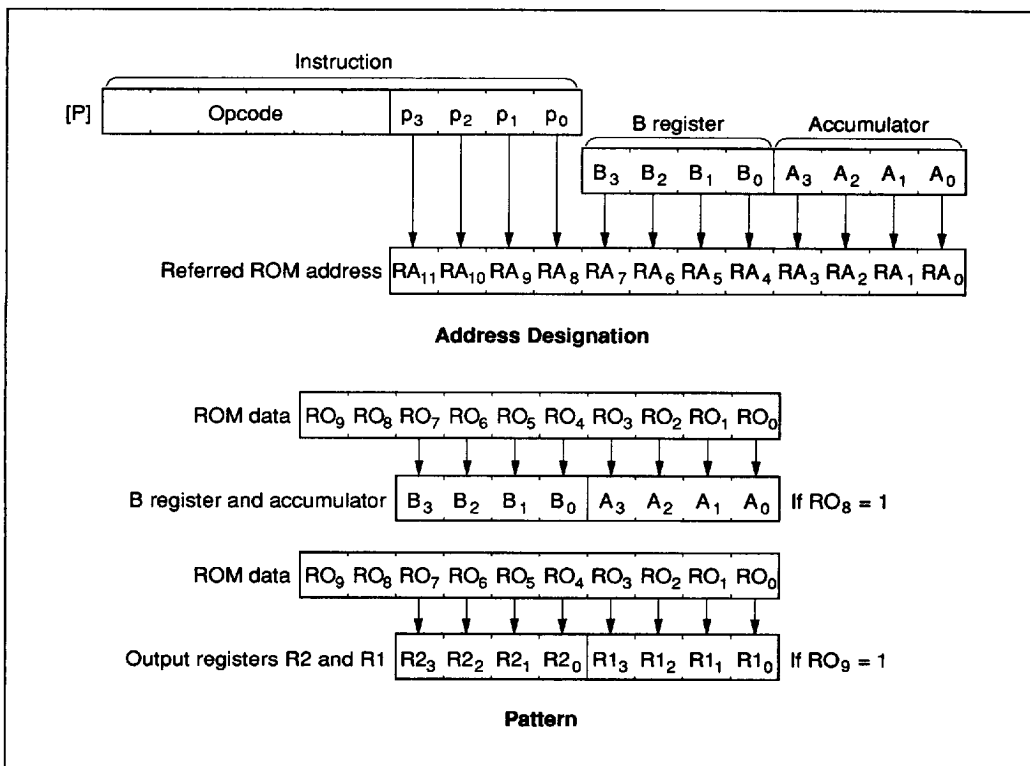 Instruction
[P] Opcode p₃ p₂ p₁ p₀
B register Accumulator
B₃ B₂ B₁ B₀ A₃ A₂ A₁ A₀
Referred ROM address RA₁₁ RA₁₀ RA₉ RA₈ RA₇ RA₆ RA₅ RA₄ RA₃ RA₂ RA₁ RA₀
Address Designation
ROM data RO₉ RO₈ RO₇ RO₆ RO₅ RO₄ RO₃ RO₂ RO₁ RO₀
B register and accumulator B₃ B₂ B₁ B₀ A₃ A₂ A₁ A₀ If RO₈ = 1
ROM data RO₉ RO₈ RO₇ RO₆ RO₅ RO₄ RO₃ RO₂ RO₁ RO₀
Output registers R2 and R1 R2₃ R2₂ R2₁ R2₀ R1₃ R1₂ R1₁ R1₀ If RO₉ = 1
Pattern